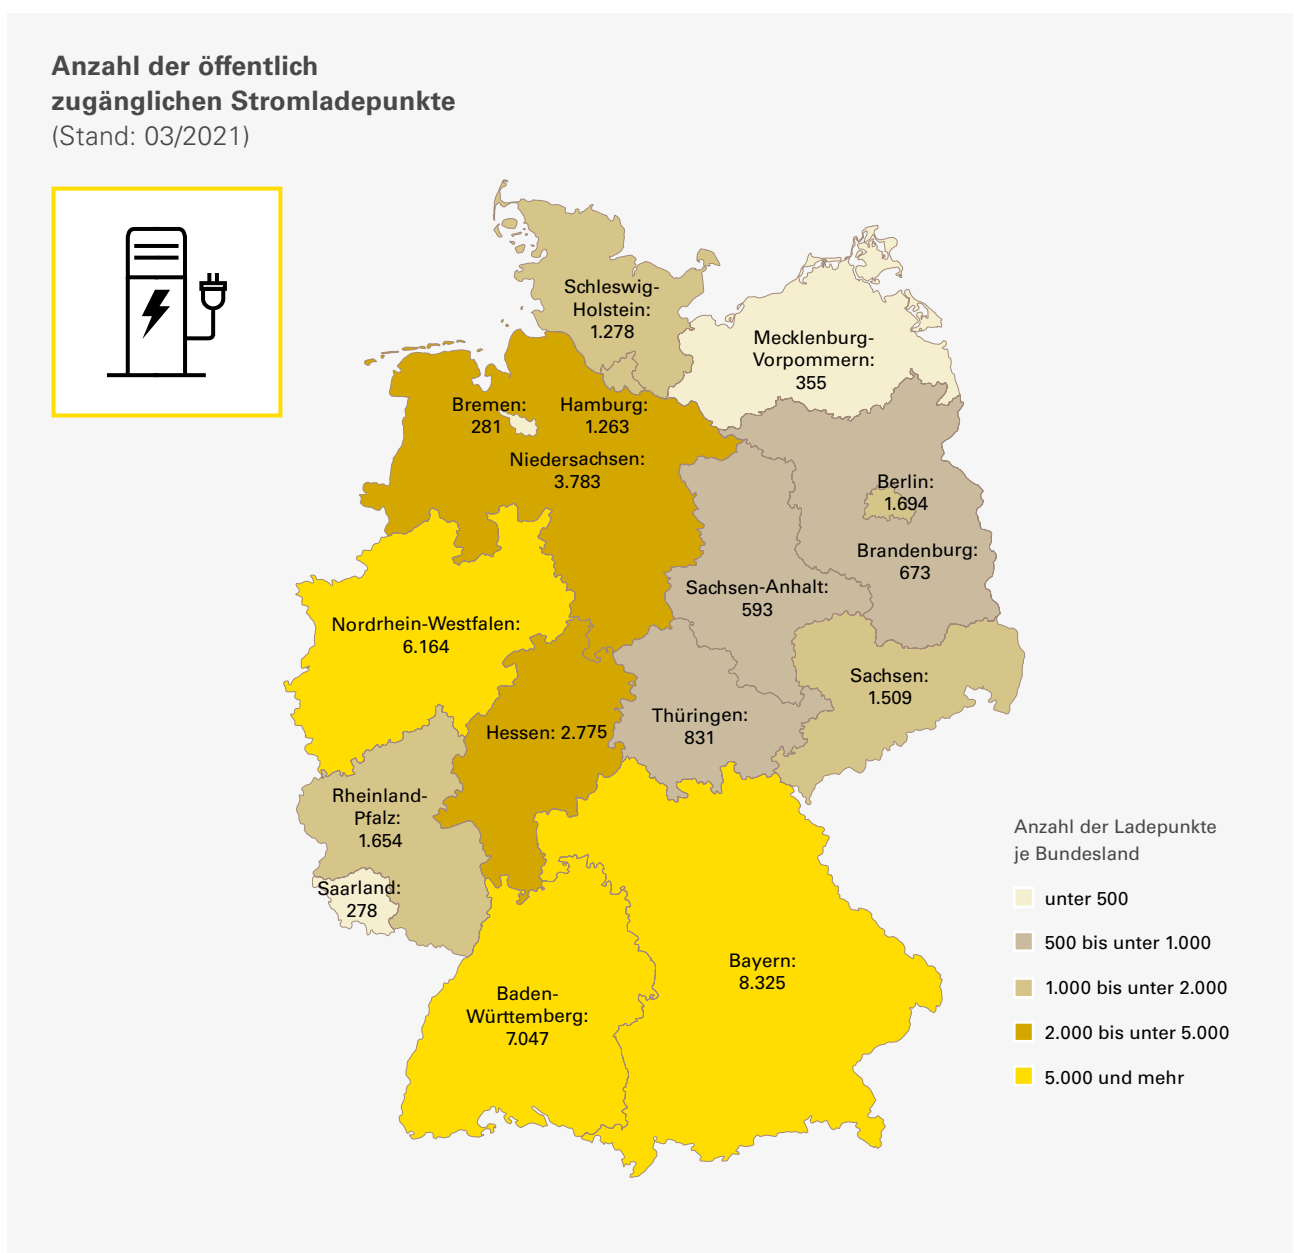 Anzahl der öffentlich
zugänglichen Stromladepunkte
(Stand: 03/2021)
Schleswig-
Holstein:
1.278
Mecklenburg-
Vorpommern:
355
Bremen:
281
Hamburg:
1.263
Niedersachsen:
3.783
Berlin:
1.694
Brandenburg:
673
Sachsen-Anhalt:
593
Nordrhein-Westfalen:
6.164
Sachsen:
1.509
Thüringen:
831
Hessen: 2.775
Rheinland-
Pfalz:
1.654
Saarland:
278
Bayern:
8.325
Baden-
Württemberg:
7.047
Anzahl der Ladepunkte
je Bundesland
unter 500
500 bis unter 1.000
1.000 bis unter 2.000
2.000 bis unter 5.000
5.000 und mehr